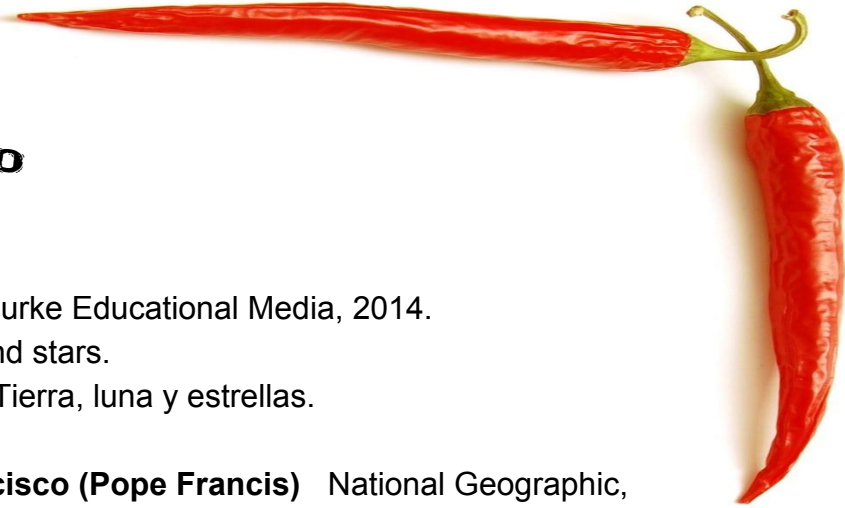 o
urke Educational Media, 2014.
nd stars.
Tierra, luna y estrellas.
cisco (Pope Francis) National Geographic,